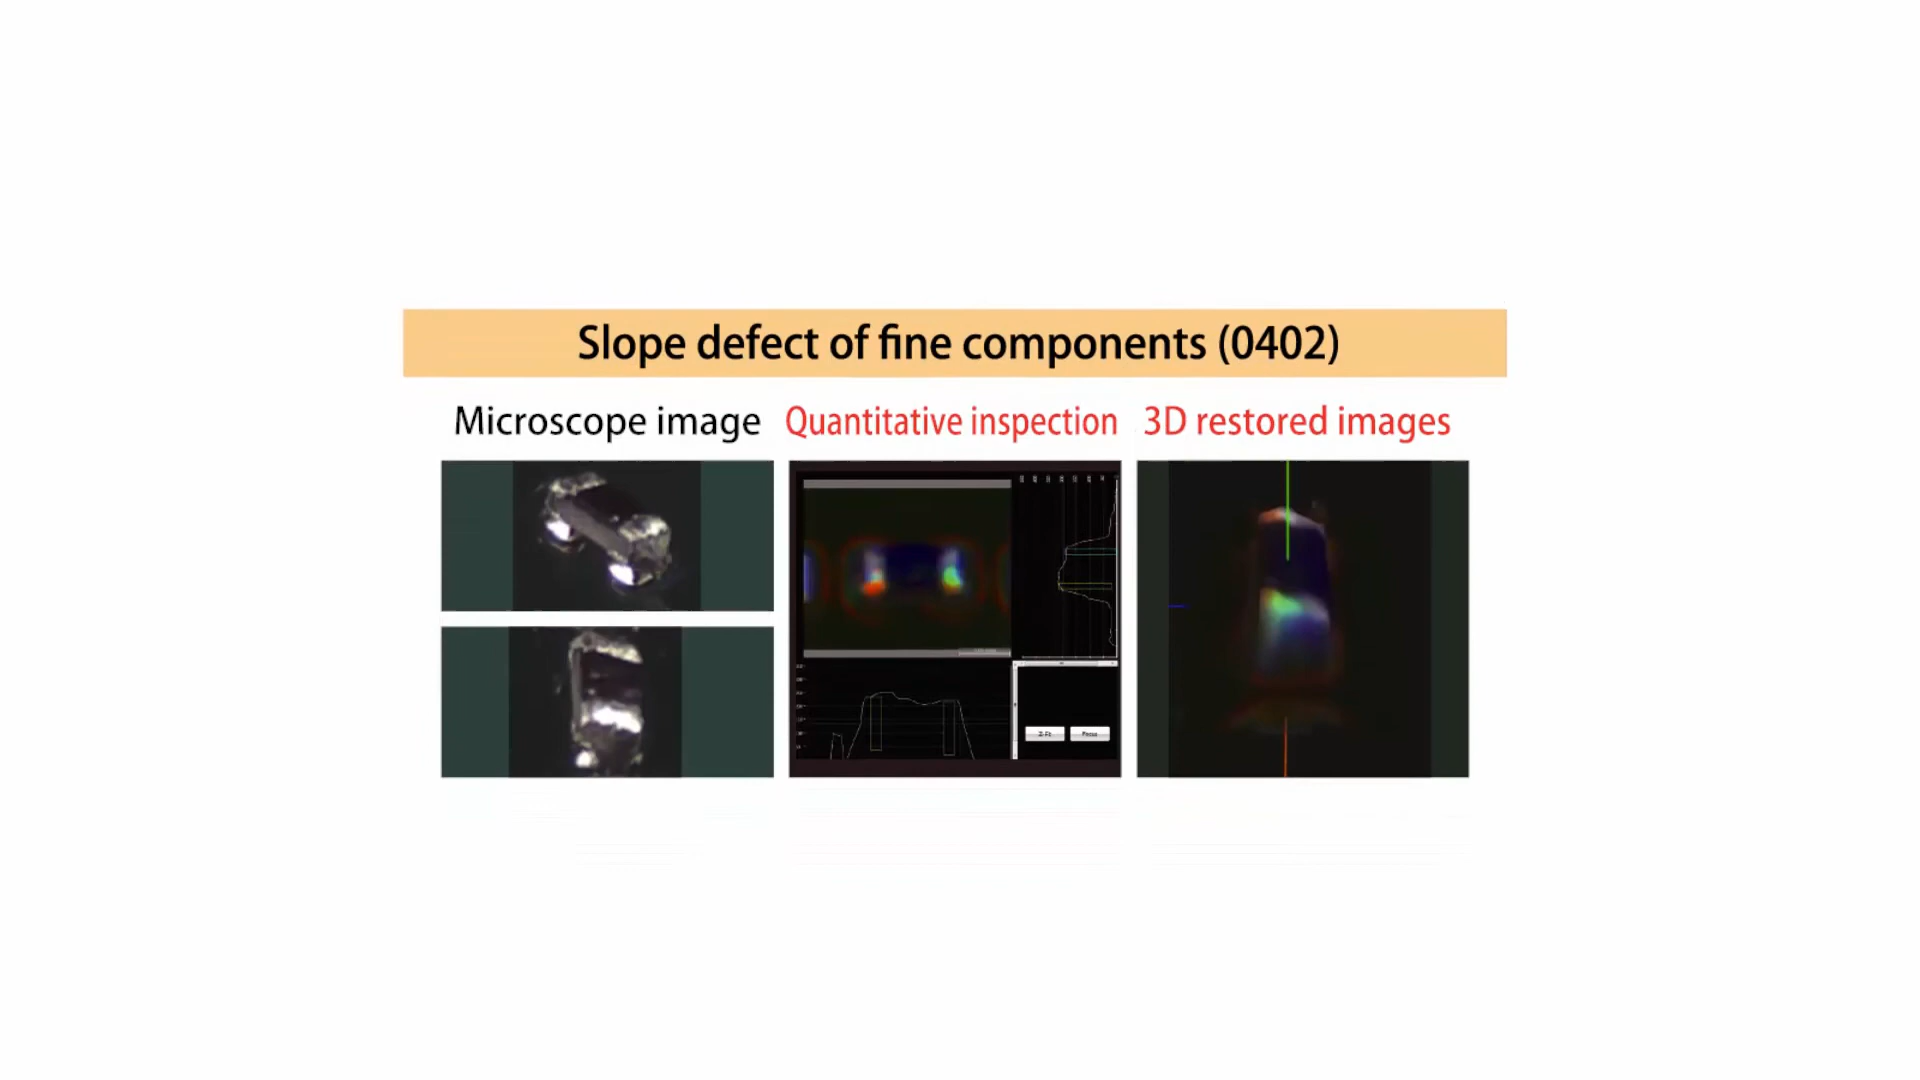 Slope defect of fine components (0402)
Microscope image
Quantitative inspection
3D restored images